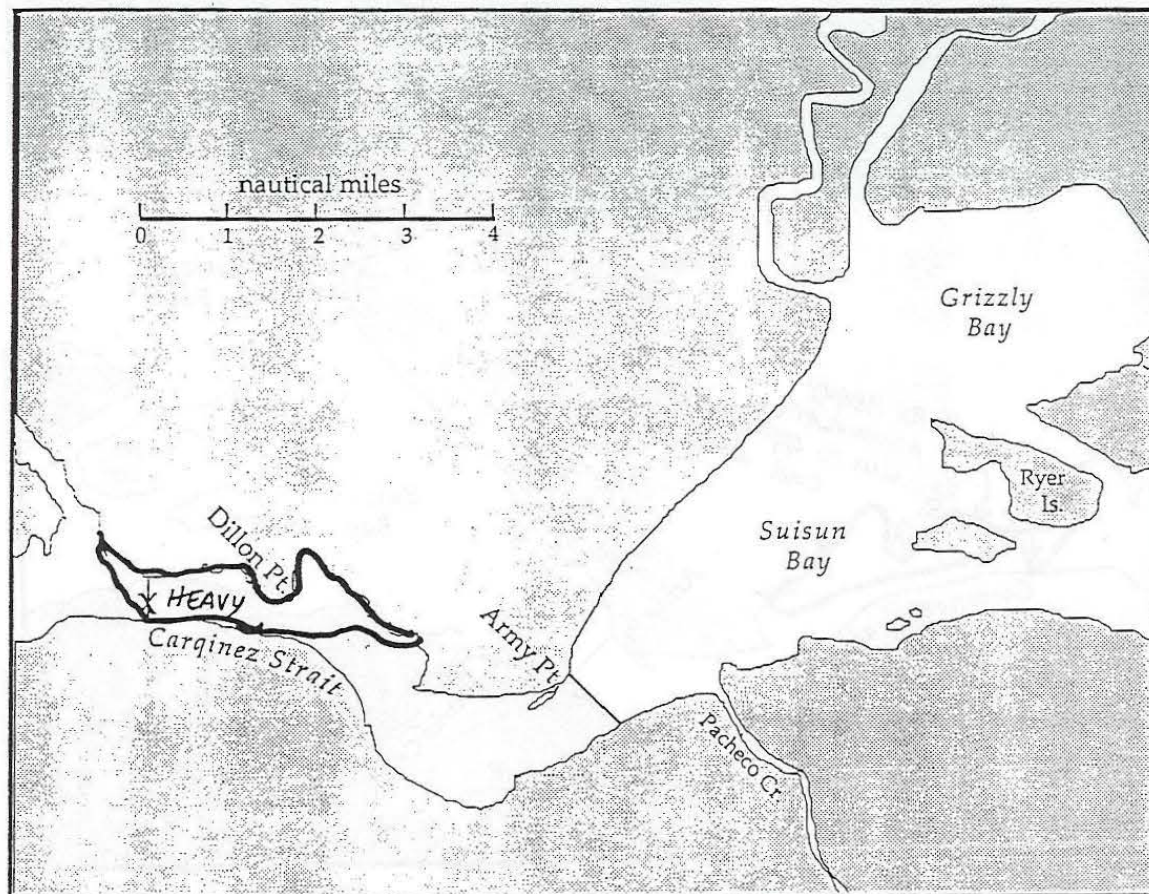 nautical miles
0 1 2 3 4
Grizzly
Bay
Ryer
Is.
Suisun
Bay
Dillon Pt.
X HEAVY
Army Pt.
Carqinez Strait
Pacheco Cr.